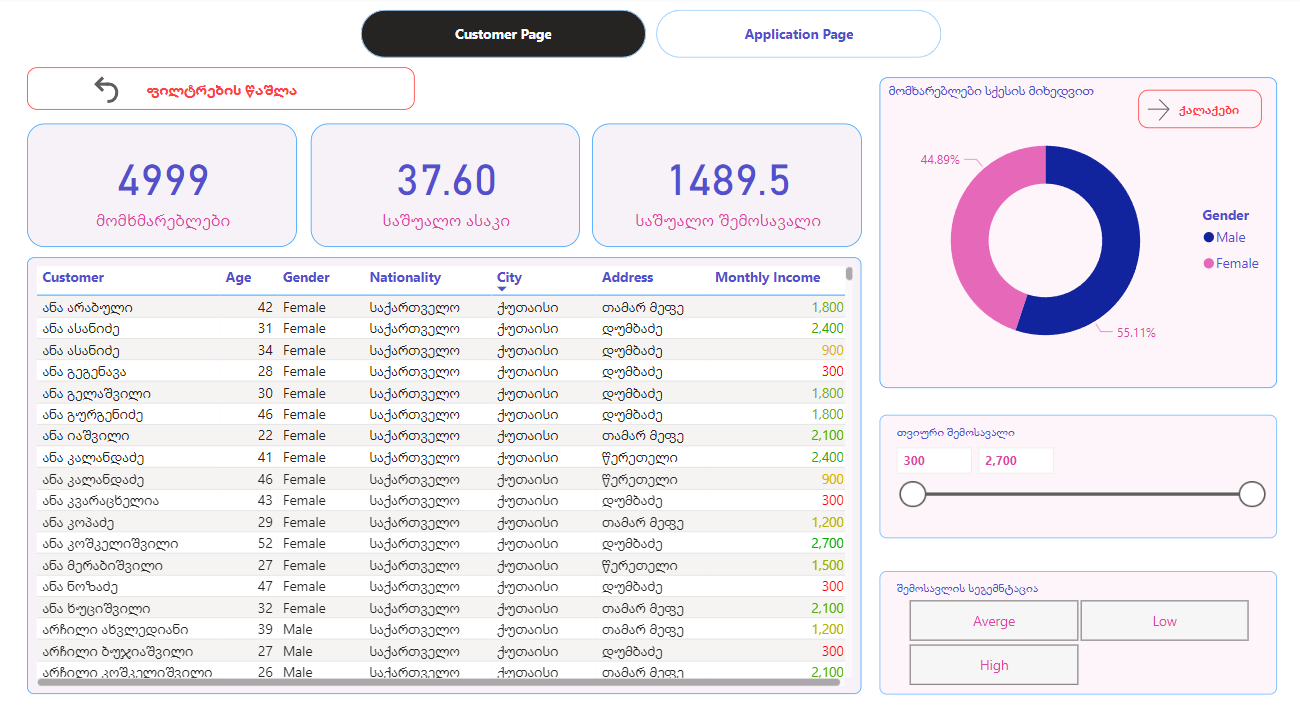 Customer Page
Application Page
ფილტრების წაშლა
4999
მომხმარებლები
37.60
საშუალო ასაკი
1489.5
საშუალო შემოსავალი
Customer Age Gender Nationality City Address Monthly Income
ანა არაბული 42 Female საქართველო ქუთაისი თამარ მეფე 1,800
ანა ასანიძე 31 Female საქართველო ქუთაისი დუმბაძე 2,400
ანა ასანიძე 34 Female საქართველო ქუთაისი დუმბაძე 900
ანა გეგენავა 28 Female საქართველო ქუთაისი დუმბაძე 300
ანა გელაშვილი 30 Female საქართველო ქუთაისი დუმბაძე 1,800
ანა გურგენიძე 46 Female საქართველო ქუთაისი დუმბაძე 1,800
ანა იაშვილი 22 Female საქართველო ქუთაისი თამარ მეფე 2,100
ანა კალანდაძე 41 Female საქართველო ქუთაისი წერეთელი 2,400
ანა კალანდაძე 46 Female საქართველო ქუთაისი წერეთელი 900
ანა კვარაცხელია 43 Female საქართველო ქუთაისი დუმბაძე 300
ანა კოპაძე 29 Female საქართველო ქუთაისი თამარ მეფე 1,200
ანა კოშკელიშვილი 52 Female საქართველო ქუთაისი დუმბაძე 2,700
ანა მერაბიშვილი 27 Female საქართველო ქუთაისი წერეთელი 1,500
ანა ნოზაძე 47 Female საქართველო ქუთაისი დუმბაძე 300
ანა ხუციშვილი 32 Female საქართველო ქუთაისი თამარ მეფე 2,100
არჩილი ახვლედიანი 39 Male საქართველო ქუთაისი თამარ მეფე 1,200
არჩილი ბუჯიაშვილი 27 Male საქართველო ქუთაისი დუმბაძე 300
არჩილი კოშკელიშვილი 26 Male საქართველო ქუთაისი თამარ მეფე 2,100
მომხარებლები სქესის მიხედვით
ქალაქები
44.89%
55.11%
Gender
Male
Female
თვიური შემოსავალი
300 2,700
შემოსავლის სეგემნტაცია
Averge
Low
High